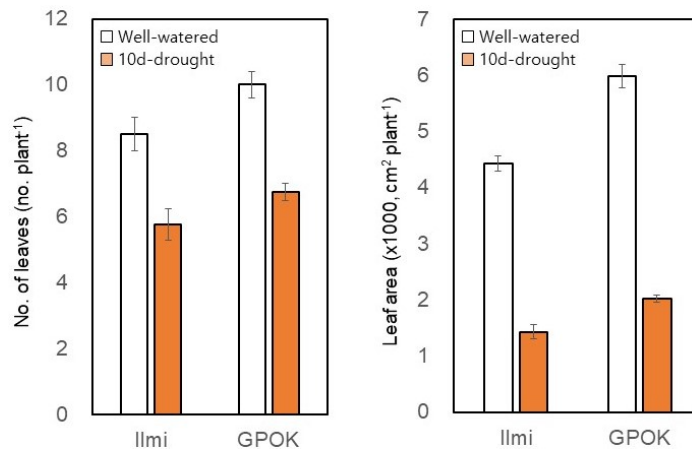 No. of leaves (no. plant⁻¹)
12
10
8
6
4
2
0
Well-watered
10d-drought
Ilmi
GPOK
Leaf area (x1000, cm² plant⁻¹)
7
6
5
4
3
2
1
0
Well-watered
10d-drought
Ilmi
GPOK